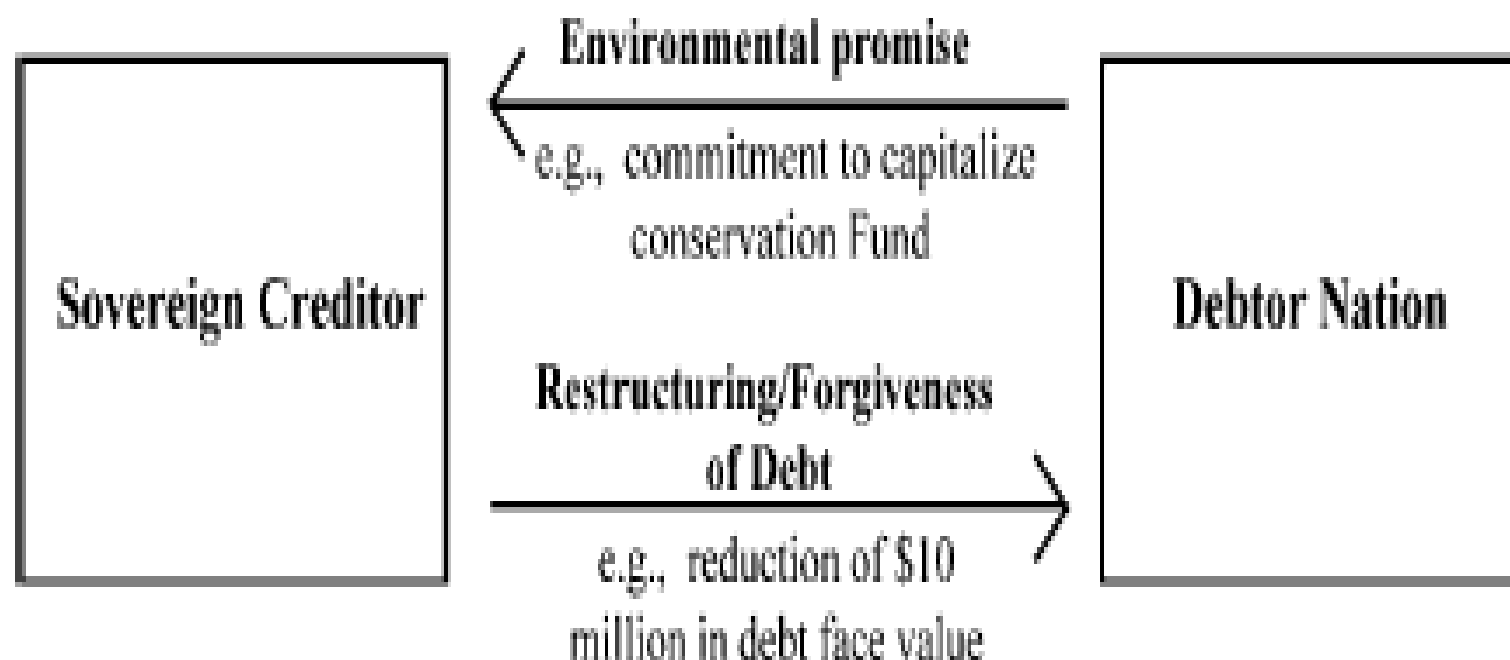 Environmental promise
e.g., commitment to capitalize
conservation Fund
Sovereign Creditor
Debtor Nation
Restructuring/Forgiveness
of Debt
e.g., reduction of $10
million in debt face value